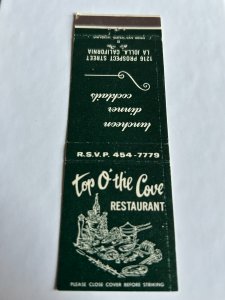 1216 PROSPECT STREET
LA JOLLA, CALIFORNIA
luncheon
dinner
cocktails
R.S.V.P. 454-7779
top O' the Cove
RESTAURANT
PLEASE CLOSE COVER BEFORE STRIKING